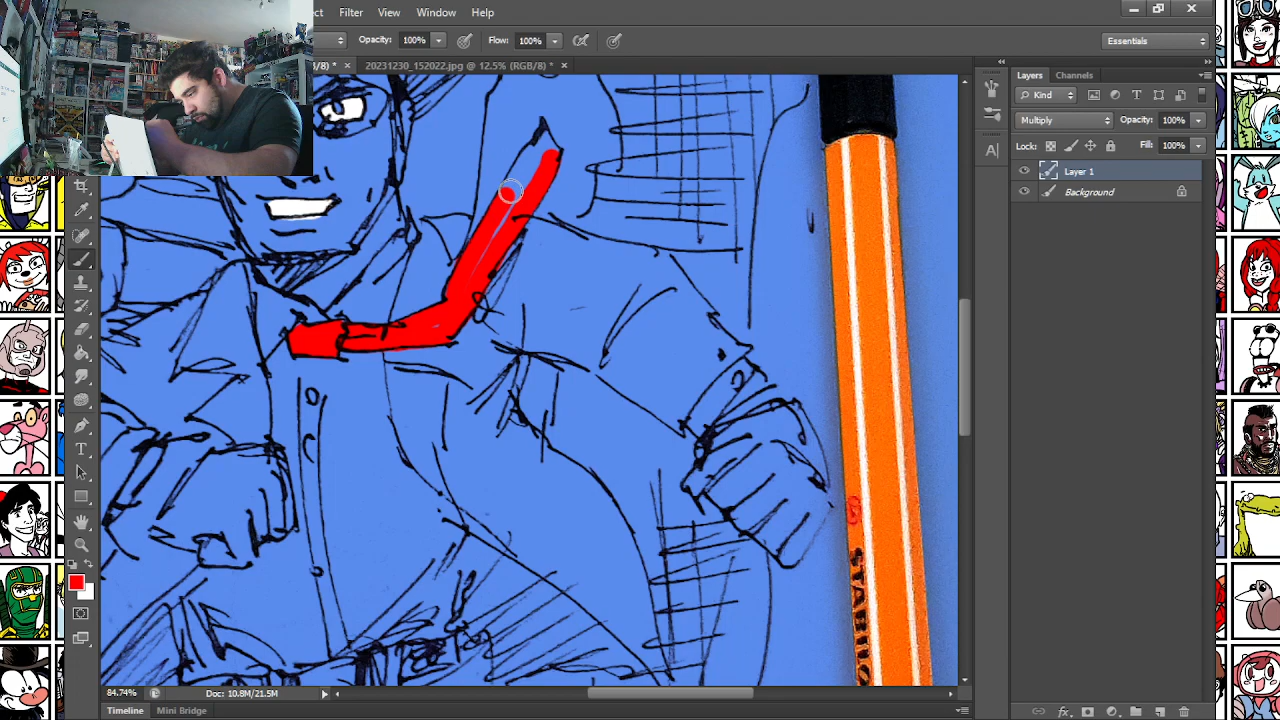 ect Filter View Window Help
Opacity: 100% Flow: 100% Essentials
/8) * × 20231230_152022.jpg @ 12.5% (RGB/8) * ×
Layers Channels
Kind
Multiply Opacity: 100%
Lock: Fill: 100%
Layer 1
Background
STABILO
84.74% Doc: 10.8M/21.5M
Timeline Mini Bridge